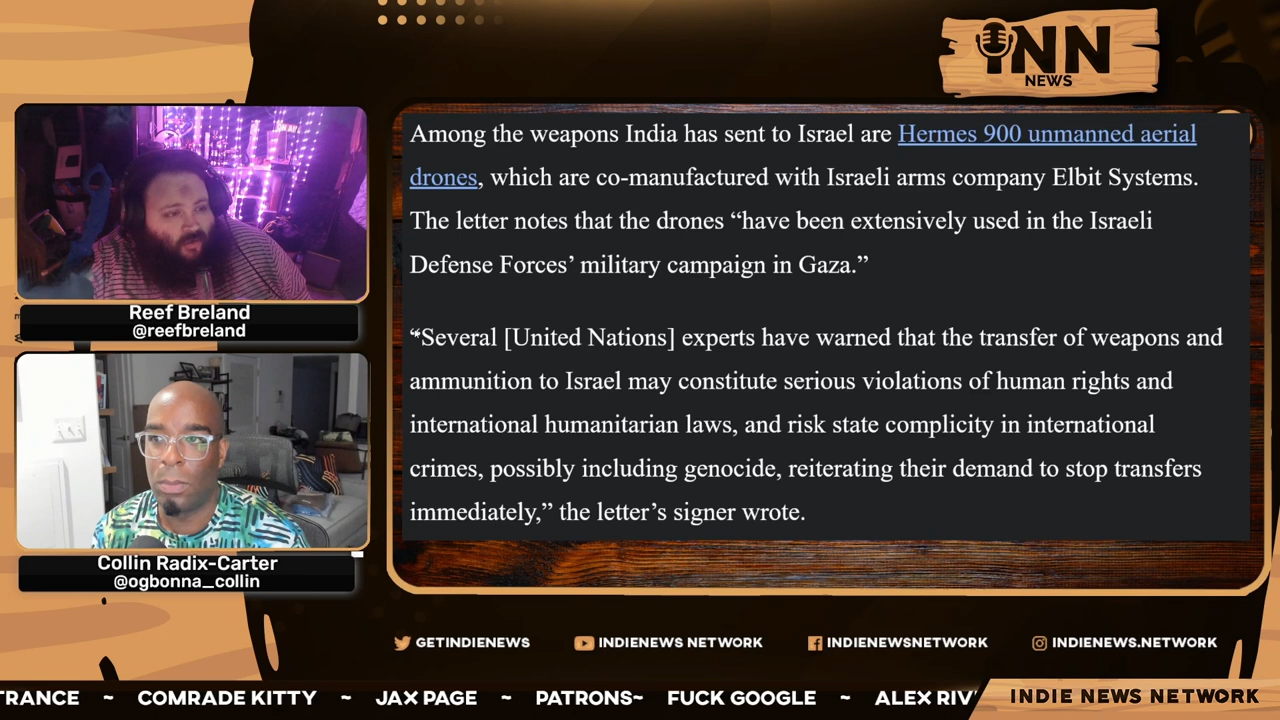 INN
NEWS
Among the weapons India has sent to Israel are Hermes 900 unmanned aerial
drones, which are co-manufactured with Israeli arms company Elbit Systems.
The letter notes that the drones “have been extensively used in the Israeli
Defense Forces’ military campaign in Gaza.”
“Several [United Nations] experts have warned that the transfer of weapons and
ammunition to Israel may constitute serious violations of human rights and
international humanitarian laws, and risk state complicity in international
crimes, possibly including genocide, reiterating their demand to stop transfers
immediately,” the letter’s signer wrote.
Reef Breland
@reefbreland
Collin Radix-Carter
@ogbonna_collin
GETINDIENEWS
INDIENEWS NETWORK
INDIENEWSNETWORK
INDIENEWS.NETWORK
TRANCE ~ COMRADE KITTY ~ JAX PAGE ~ PATRONS~ FUCK GOOGLE ~ ALEX RIV
INDIE NEWS NETWORK